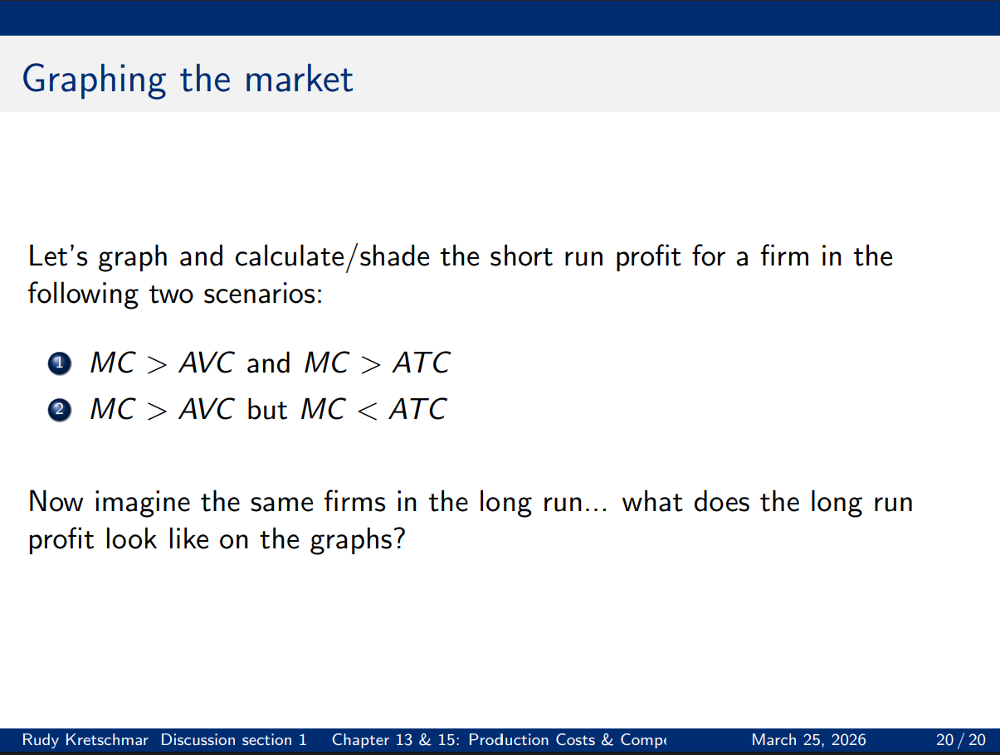 Graphing the market
Let's graph and calculate/shade the short run profit for a firm in the
following two scenarios:
1 MC > AVC and MC > ATC
2 MC > AVC but MC < ATC
Now imagine the same firms in the long run... what does the long run
profit look like on the graphs?
Rudy Kretschmar Discussion section 1 Chapter 13 & 15: Production Costs & Compe March 25, 2026 20 / 20